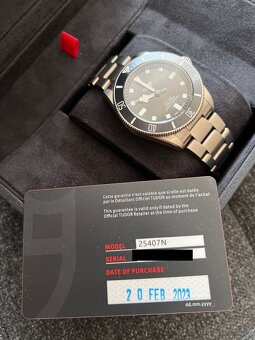 Cette garantie n'est valable que si elle est datée
par le Détaillant Officiel TUDOR au moment de l'achat
This guarantee is valid only if dated by the
Official TUDOR Retailer at the time of purchase
MODEL 25407N
SERIAL
DATE OF PURCHASE
20 FEB 2023
dd.mm.yyyy